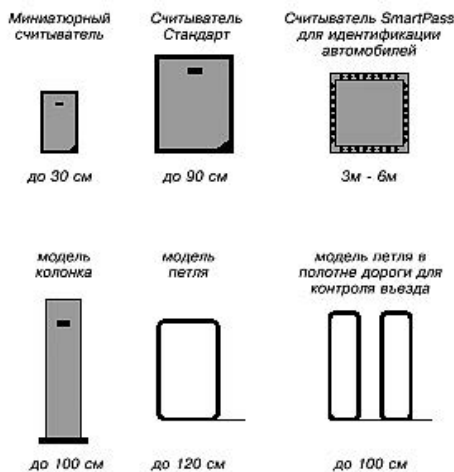 Миниатюрный
считыватель
до 30 см
Считыватель
Стандарт
до 90 см
Считыватель SmartPass
для идентификации
автомобилей
3м - 6м
модель
колонка
до 100 см
модель
петля
до 120 см
модель петля в
полотне дороги для
контроля въезда
до 100 см